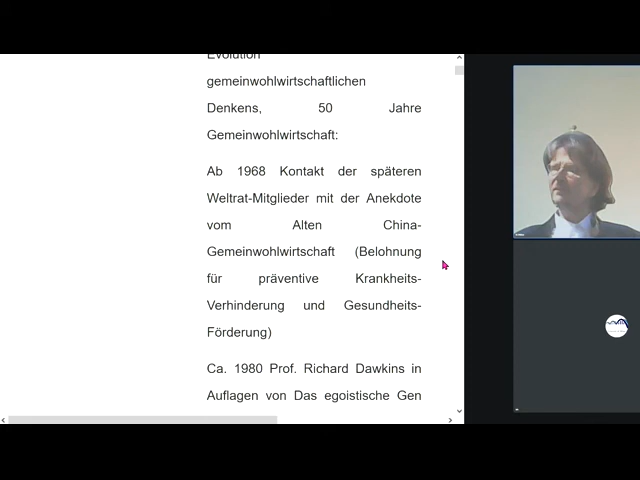 Evolution
gemeinwohlwirtschaftlichen
Denkens, 50 Jahre
Gemeinwohlwirtschaft:
Ab 1968 Kontakt der späteren
Weltrat-Mitglieder mit der Anekdote
vom Alten China-
Gemeinwohlwirtschaft (Belohnung
für präventive Krankheits-
Verhinderung und Gesundheits-
Förderung)
Ca. 1980 Prof. Richard Dawkins in
Auflagen von Das egoistische Gen